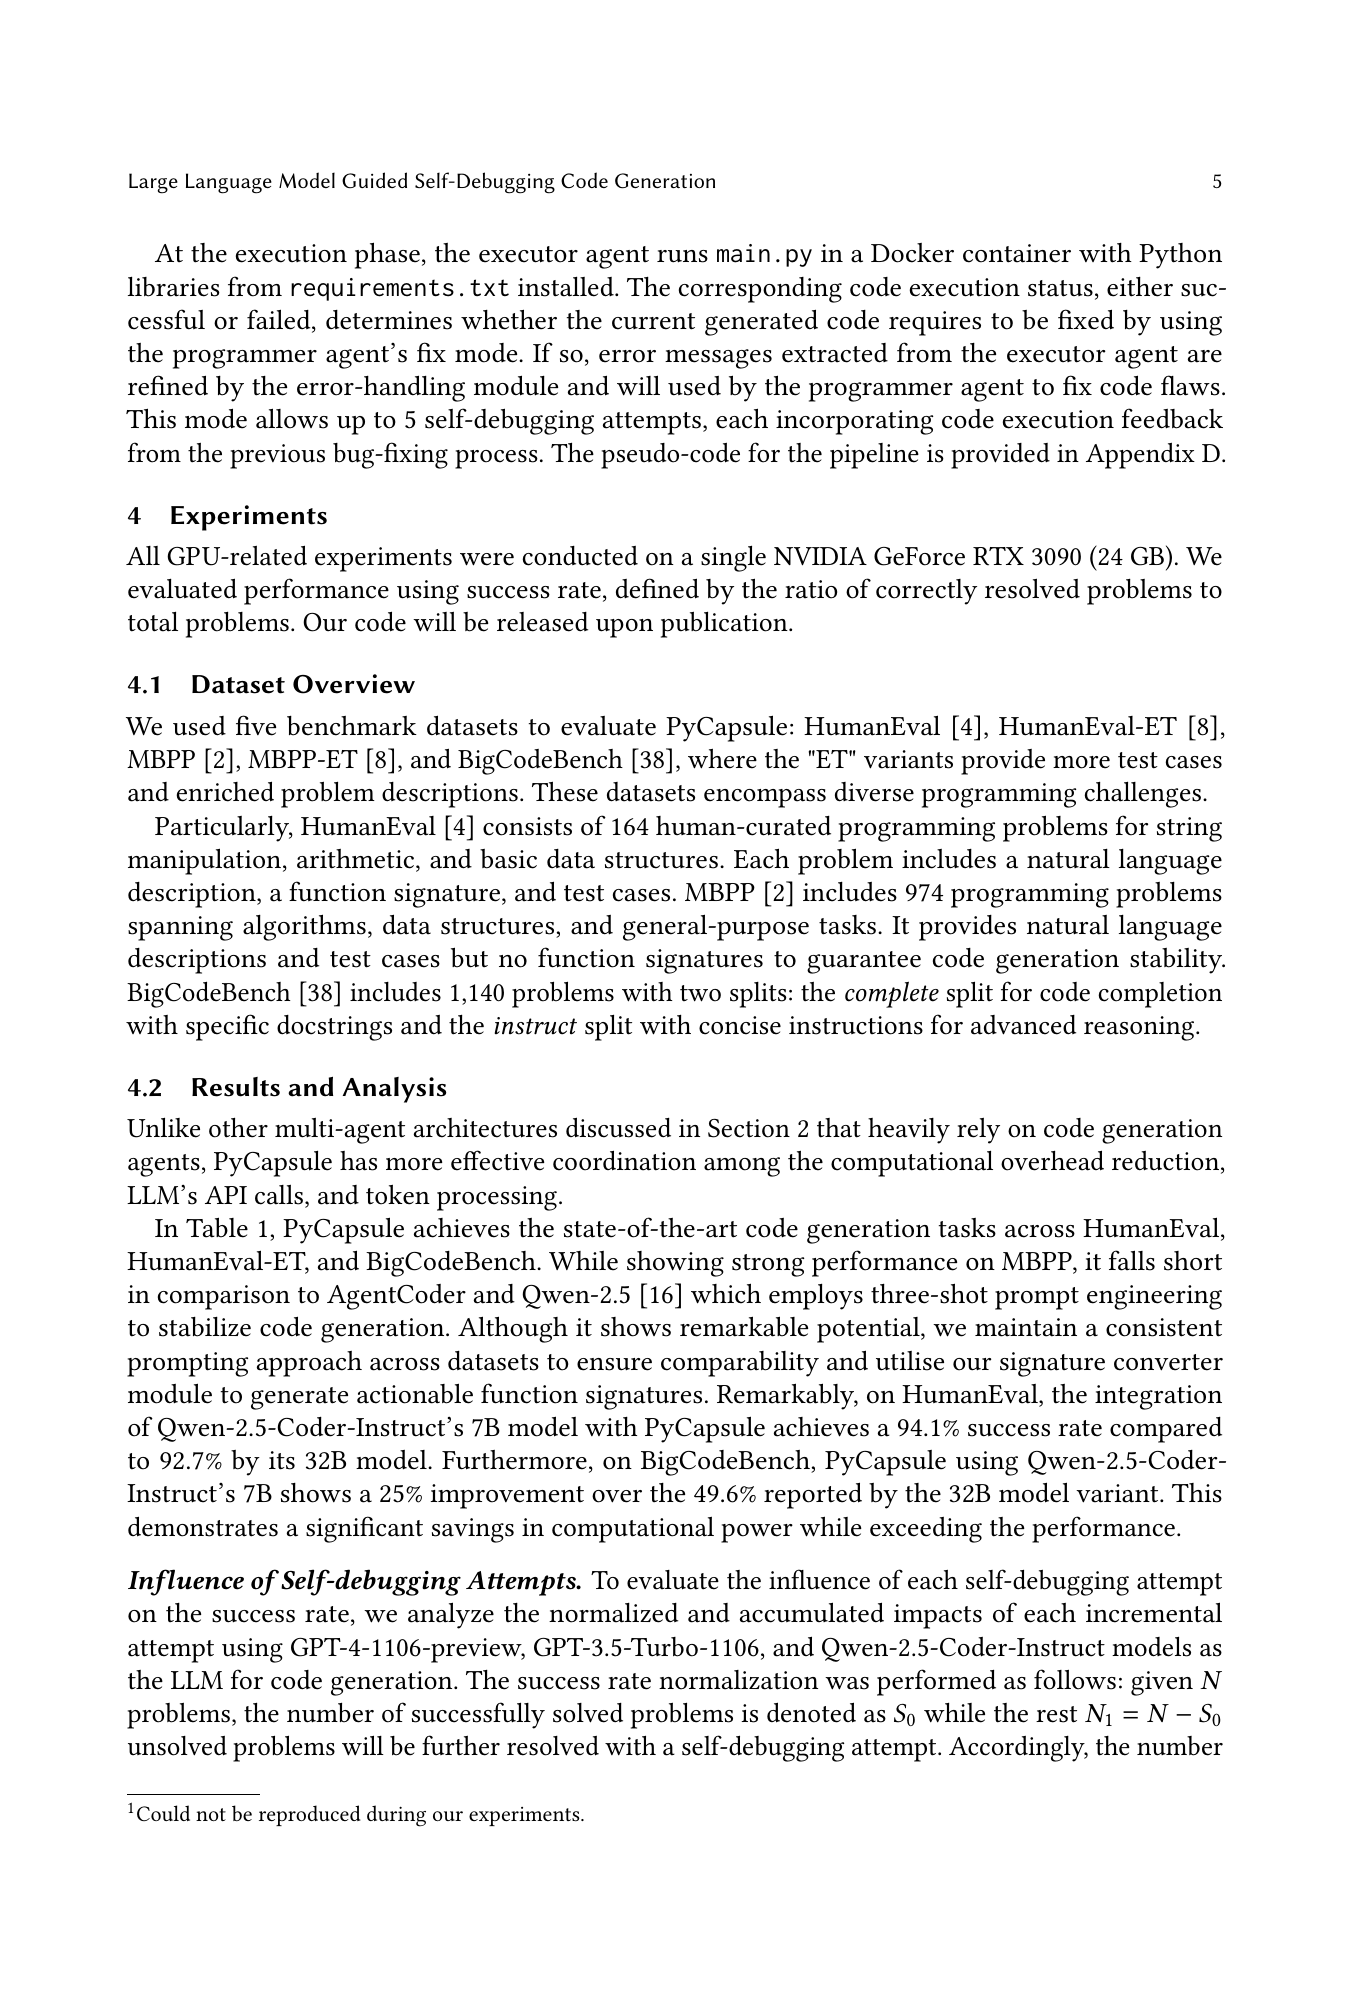 Large Language Model Guided Self-Debugging Code Generation 5
At the execution phase, the executor agent runs main.py in a Docker container with Python
libraries from requirements.txt installed. The corresponding code execution status, either suc-
cessful or failed, determines whether the current generated code requires to be fixed by using
the programmer agent's fix mode. If so, error messages extracted from the executor agent are
refined by the error-handling module and will used by the programmer agent to fix code flaws.
This mode allows up to 5 self-debugging attempts, each incorporating code execution feedback
from the previous bug-fixing process. The pseudo-code for the pipeline is provided in Appendix D.
4 Experiments
All GPU-related experiments were conducted on a single NVIDIA GeForce RTX 3090 (24 GB). We
evaluated performance using success rate, defined by the ratio of correctly resolved problems to
total problems. Our code will be released upon publication.
4.1 Dataset Overview
We used five benchmark datasets to evaluate PyCapsule: HumanEval [4], HumanEval-ET [8],
MBPP [2], MBPP-ET [8], and BigCodeBench [38], where the "ET" variants provide more test cases
and enriched problem descriptions. These datasets encompass diverse programming challenges.
Particularly, HumanEval [4] consists of 164 human-curated programming problems for string
manipulation, arithmetic, and basic data structures. Each problem includes a natural language
description, a function signature, and test cases. MBPP [2] includes 974 programming problems
spanning algorithms, data structures, and general-purpose tasks. It provides natural language
descriptions and test cases but no function signatures to guarantee code generation stability.
BigCodeBench [38] includes 1,140 problems with two splits: the complete split for code completion
with specific docstrings and the instruct split with concise instructions for advanced reasoning.
4.2 Results and Analysis
Unlike other multi-agent architectures discussed in Section 2 that heavily rely on code generation
agents, PyCapsule has more effective coordination among the computational overhead reduction,
LLM's API calls, and token processing.
In Table 1, PyCapsule achieves the state-of-the-art code generation tasks across HumanEval,
HumanEval-ET, and BigCodeBench. While showing strong performance on MBPP, it falls short
in comparison to AgentCoder and Qwen-2.5 [16] which employs three-shot prompt engineering
to stabilize code generation. Although it shows remarkable potential, we maintain a consistent
prompting approach across datasets to ensure comparability and utilise our signature converter
module to generate actionable function signatures. Remarkably, on HumanEval, the integration
of Qwen-2.5-Coder-Instruct's 7B model with PyCapsule achieves a 94.1% success rate compared
to 92.7% by its 32B model. Furthermore, on BigCodeBench, PyCapsule using Qwen-2.5-Coder-
Instruct's 7B shows a 25% improvement over the 49.6% reported by the 32B model variant. This
demonstrates a significant savings in computational power while exceeding the performance.
Influence of Self-debugging Attempts. To evaluate the influence of each self-debugging attempt
on the success rate, we analyze the normalized and accumulated impacts of each incremental
attempt using GPT-4-1106-preview, GPT-3.5-Turbo-1106, and Qwen-2.5-Coder-Instruct models as
the LLM for code generation. The success rate normalization was performed as follows: given N
problems, the number of successfully solved problems is denoted as S₀ while the rest N₁ = N − S₀
unsolved problems will be further resolved with a self-debugging attempt. Accordingly, the number
¹Could not be reproduced during our experiments.